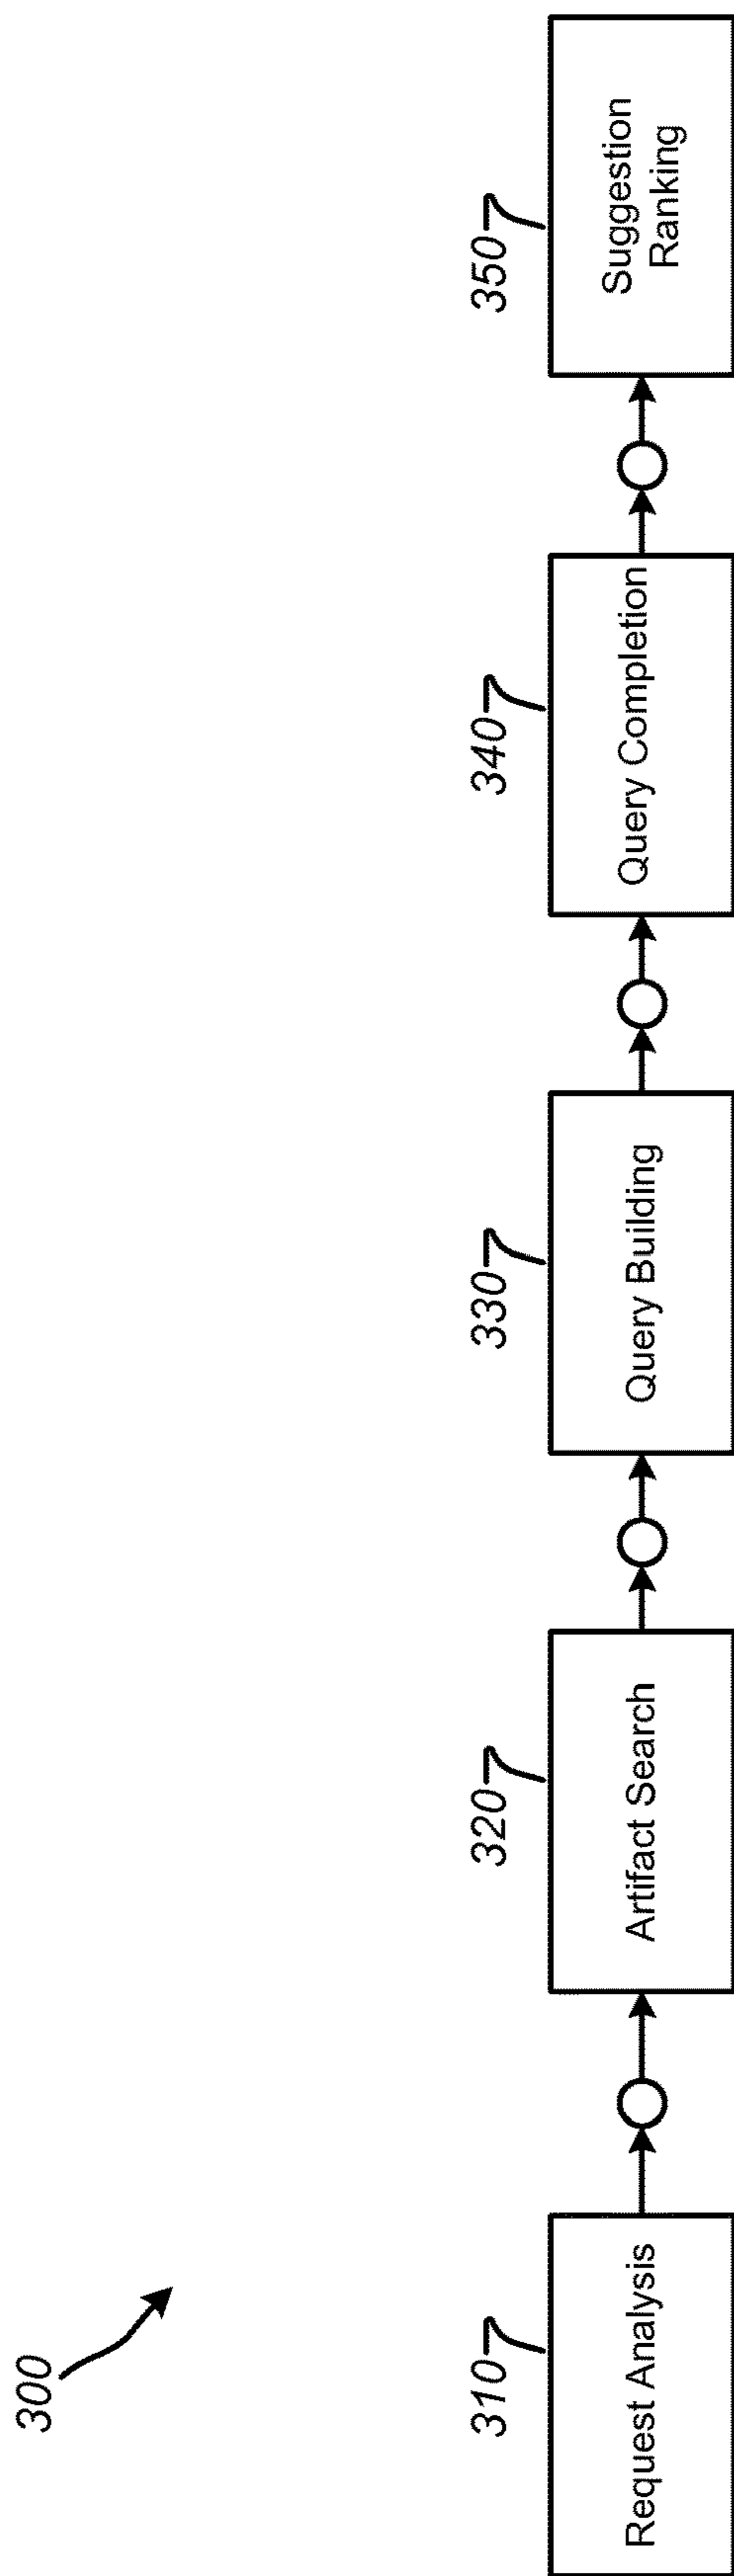 300
310
Request Analysis
320
Artifact Search
330
Query Building
340
Query Completion
350
Suggestion
Ranking